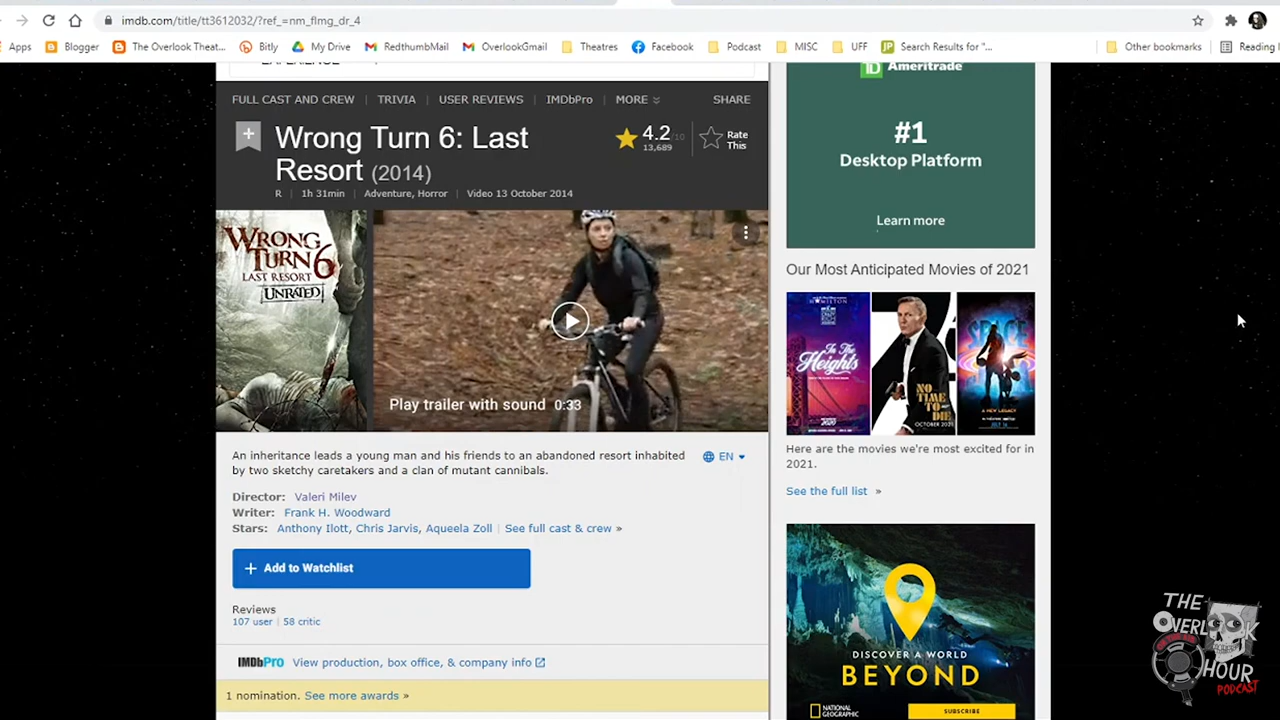 imdb.com/title/tt3612032/?ref_=nm_flmg_dr_4
Apps Blogger The Overlook Theat... Bitly My Drive RedthumbMail OverlookGmail Theatres Facebook Podcast MISC UFF Search Results for "... Other bookmarks Reading
TD Ameritrade
FULL CAST AND CREW TRIVIA USER REVIEWS IMDbPro MORE SHARE
Wrong Turn 6: Last
Resort (2014)
4.2/10
13,689
Rate
This
R | 1h 31min | Adventure, Horror | Video 13 October 2014
#1
Desktop Platform
Learn more
WRONG
TURN 6
LAST RESORT
UNRATED
Play trailer with sound 0:33
Our Most Anticipated Movies of 2021
HAMILTON
In The
Heights
NO
TIME
TO
DIE
OCTOBER 2021
SPACE
A NEW LEGACY
Here are the movies we're most excited for in
2021.
See the full list »
An inheritance leads a young man and his friends to an abandoned resort inhabited
by two sketchy caretakers and a clan of mutant cannibals.
EN
Director: Valeri Milev
Writer: Frank H. Woodward
Stars: Anthony Ilott, Chris Jarvis, Aqueela Zoll | See full cast & crew »
+ Add to Watchlist
Reviews
107 user | 58 critic
IMDbPro View production, box office, & company info
1 nomination. See more awards »
DISCOVER A WORLD
BEYOND
NATIONAL
GEOGRAPHIC
SUBSCRIBE
THE
OVERLOOK
HOUR
PODCAST